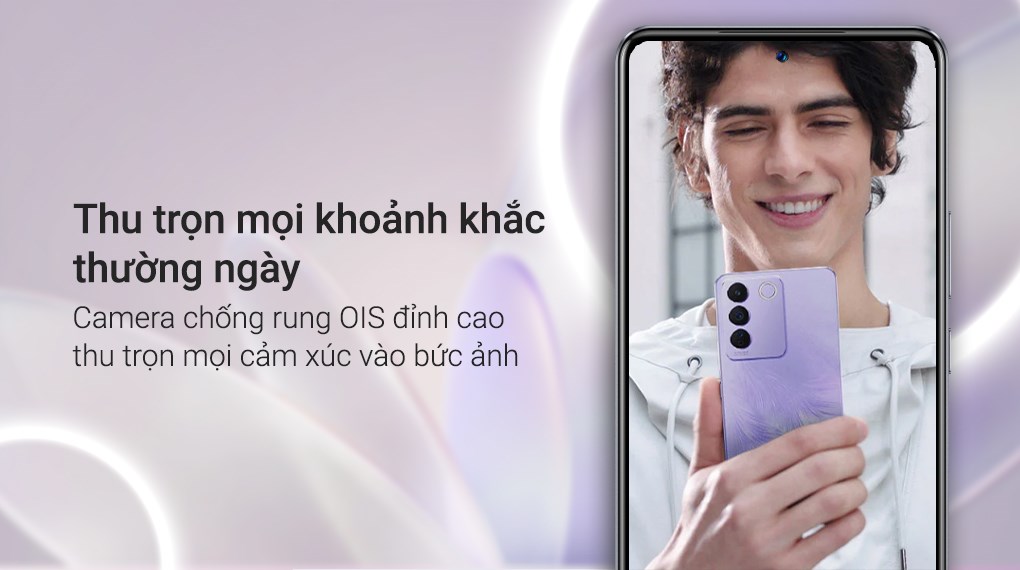 Thu trọn mọi khoảnh khắc
thường ngày
Camera chống rung OIS đỉnh cao
thu trọn mọi cảm xúc vào bức ảnh